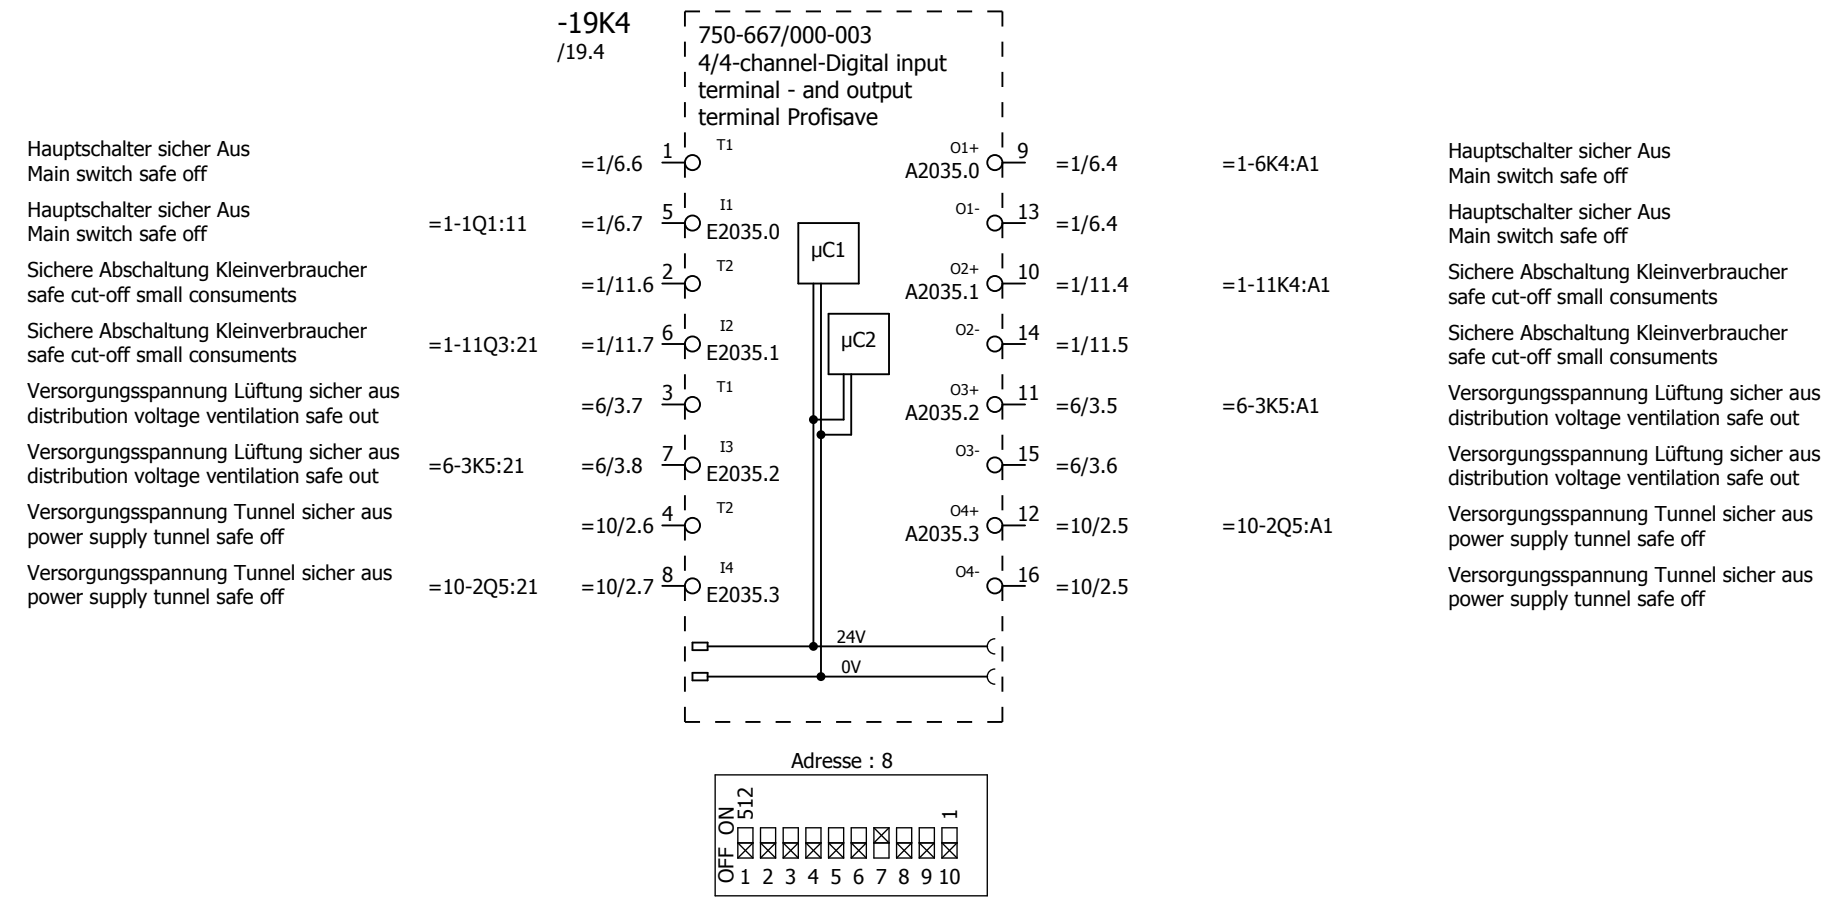 -19K4
/19.4
750-667/000-003
4/4-channel-Digital input
terminal - and output
terminal Profisave
Hauptschalter sicher Aus
Main switch safe off
=1/6.6
1
T1
O1+
A2035.0
9
=1/6.4
=1-6K4:A1
Hauptschalter sicher Aus
Main switch safe off
Hauptschalter sicher Aus
Main switch safe off
=1-1Q1:11
=1/6.7
5
I1
E2035.0
O1-
13
=1/6.4
Hauptschalter sicher Aus
Main switch safe off
µC1
Sichere Abschaltung Kleinverbraucher
safe cut-off small consuments
=1/11.6
2
T2
O2+
A2035.1
10
=1/11.4
=1-11K4:A1
Sichere Abschaltung Kleinverbraucher
safe cut-off small consuments
Sichere Abschaltung Kleinverbraucher
safe cut-off small consuments
=1-11Q3:21
=1/11.7
6
I2
E2035.1
µC2
O2-
14
=1/11.5
Sichere Abschaltung Kleinverbraucher
safe cut-off small consuments
Versorgungsspannung Lüftung sicher aus
distribution voltage ventilation safe out
=6/3.7
3
T1
O3+
A2035.2
11
=6/3.5
=6-3K5:A1
Versorgungsspannung Lüftung sicher aus
distribution voltage ventilation safe out
Versorgungsspannung Lüftung sicher aus
distribution voltage ventilation safe out
=6-3K5:21
=6/3.8
7
I3
E2035.2
O3-
15
=6/3.6
Versorgungsspannung Lüftung sicher aus
distribution voltage ventilation safe out
Versorgungsspannung Tunnel sicher aus
power supply tunnel safe off
=10/2.6
4
T2
O4+
A2035.3
12
=10/2.5
=10-2Q5:A1
Versorgungsspannung Tunnel sicher aus
power supply tunnel safe off
Versorgungsspannung Tunnel sicher aus
power supply tunnel safe off
=10-2Q5:21
=10/2.7
8
I4
E2035.3
O4-
16
=10/2.5
Versorgungsspannung Tunnel sicher aus
power supply tunnel safe off
24V
0V
Adresse : 8
OFF ON
512
1
1 2 3 4 5 6 7 8 9 10